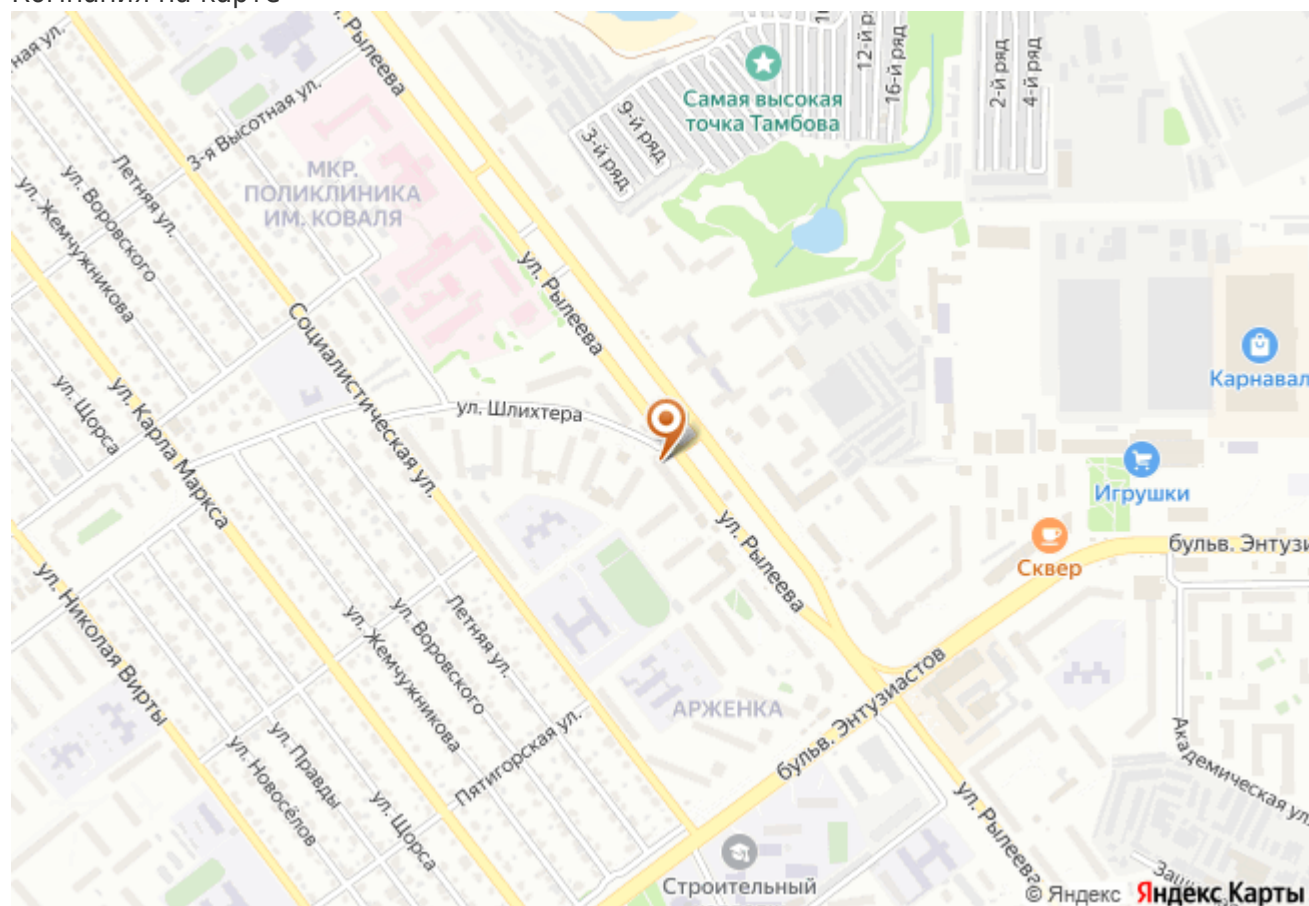 ул. Рылеева
3-я Высотная ул.
Самая высокая
точка Тамбова
12-й ряд
16-й ряд
2-й ряд
4-й ряд
9-й ряд
3-й ряд
МКР.
ПОЛИКЛИНИКА
ИМ. КОВАЛЯ
Летняя ул.
ул. Воровского
ул. Жемчужникова
ул. Рылеева
Социалистическая ул.
Карнавал
ул. Щорса
ул. Карла Маркса
ул. Шлихтера
Игрушки
Сквер
бульв. Энтузи
ул. Рылеева
ул. Николая Вирты
ул. Жемчужникова
ул. Воровского
Летняя ул.
АРЖЕНКА
бульв. Энтузиастов
Пятигорская ул.
ул. Новосёлов
ул. Правды
ул. Щорса
Академическая ул.
ул. Рылеева
Строительный
© Яндекс Яндекс Карты